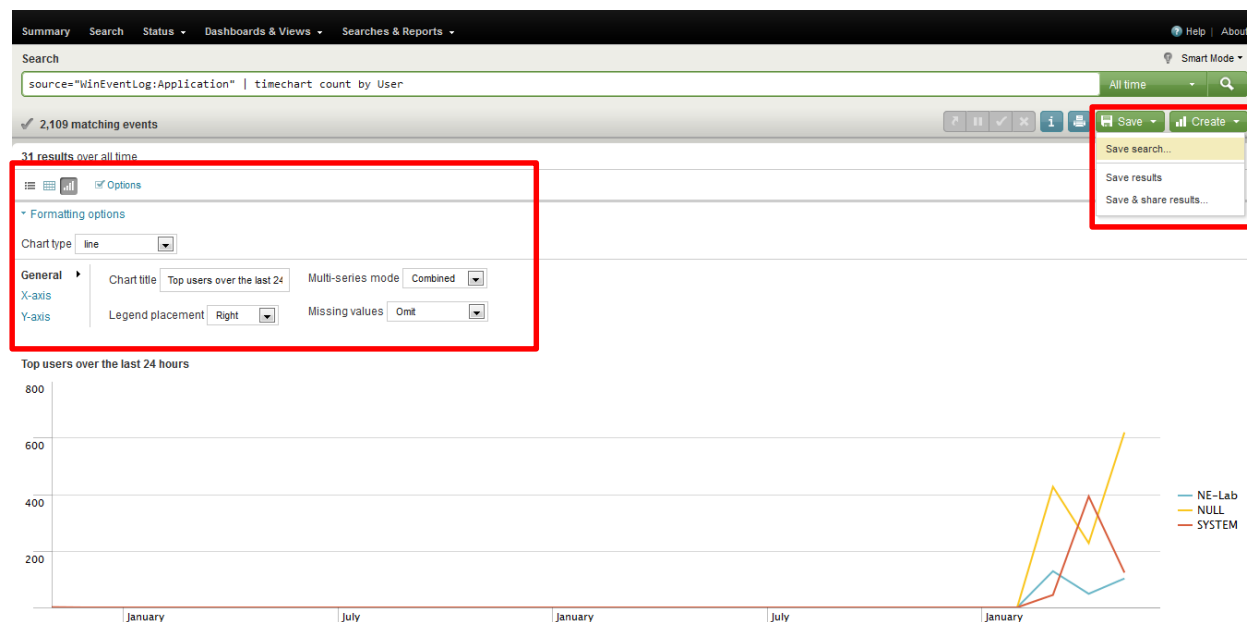 Summary Search Status Dashboards & Views Searches & Reports Help | About
Search Smart Mode
source="WinEventLog:Application" | timechart count by User All time
2,109 matching events i Save Create
Save search...
31 results over all time
Save results
Save & share results...
Options
Formatting options
Chart type line
General Chart title Top users over the last 24 Multi-series mode Combined
X-axis
Y-axis Legend placement Right Missing values Omit
Top users over the last 24 hours
800
600
400
200
NE-Lab
NULL
SYSTEM
January July January July January